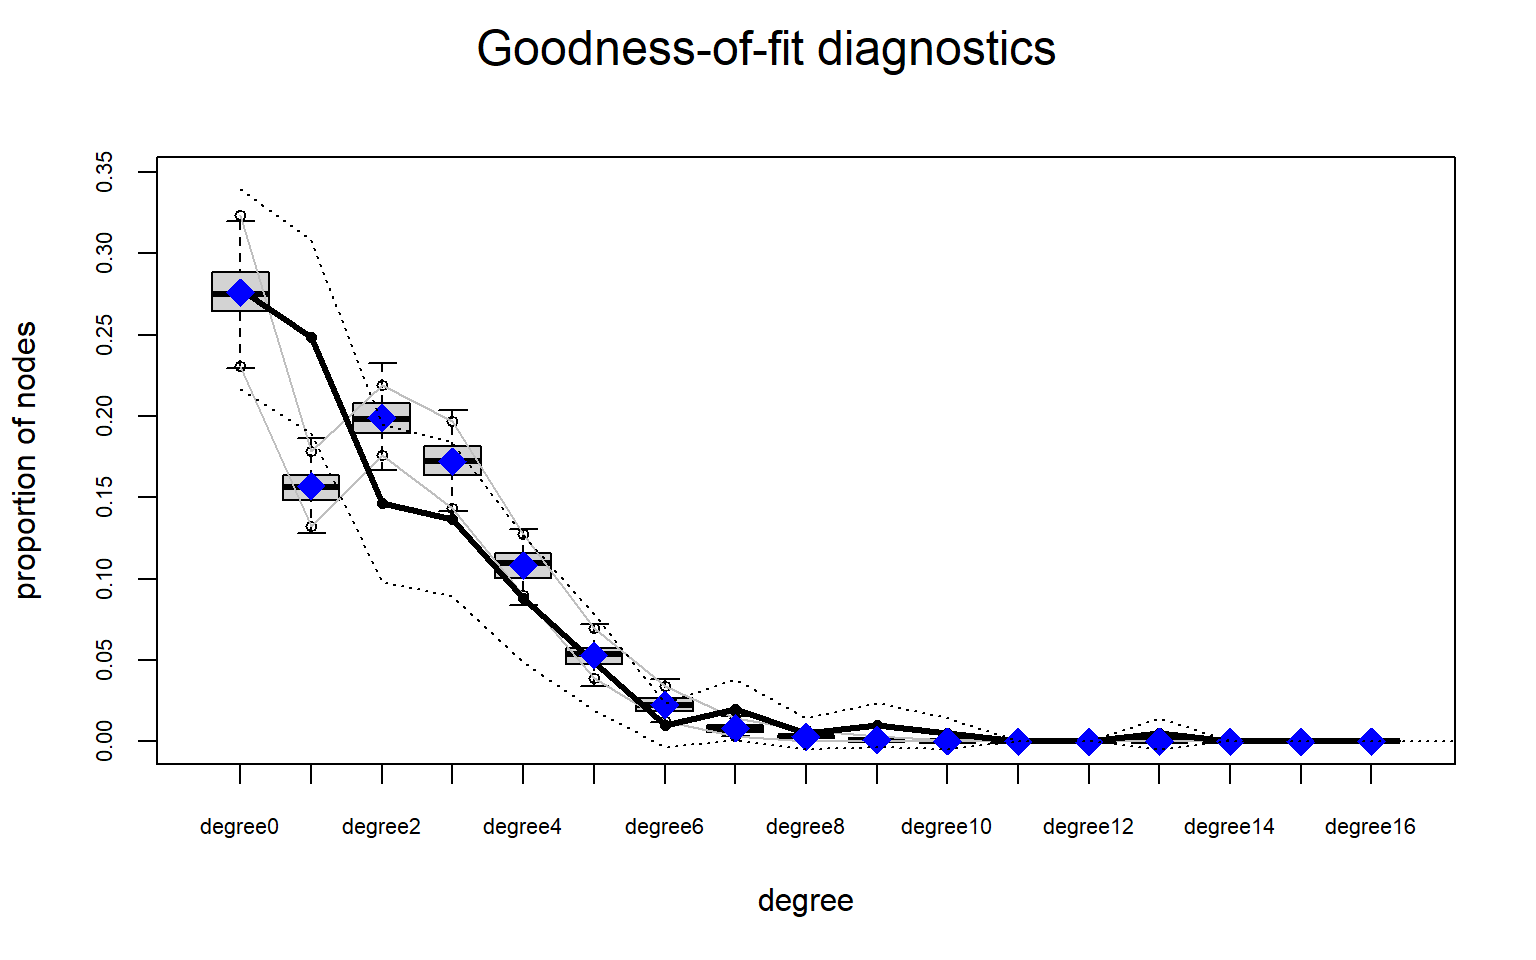 Goodness-of-fit diagnostics
proportion of nodes
0.35
0.30
0.25
0.20
0.15
0.10
0.05
0.00
degree0 degree2 degree4 degree6 degree8 degree10 degree12 degree14 degree16
degree